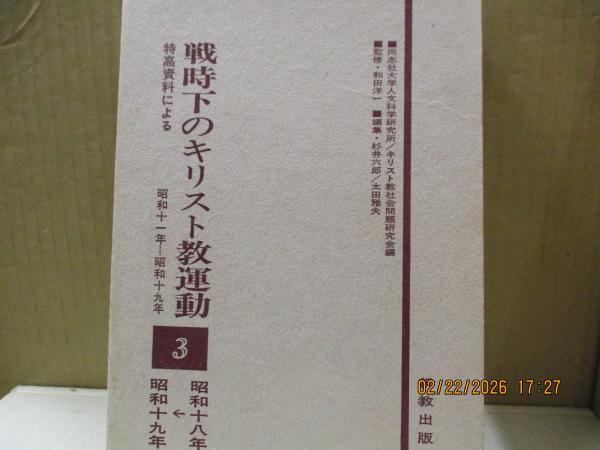 ■同志社大学人文科学研究所/キリスト教社会問題研究会編
■監修・和田洋一 ■編集・杉井六郎/太田雅夫
戦時下のキリスト教運動
特高資料による
昭和十一年—昭和十九年
3
昭和十八年
←
昭和十九年
教出版
02/22/2026 17:27